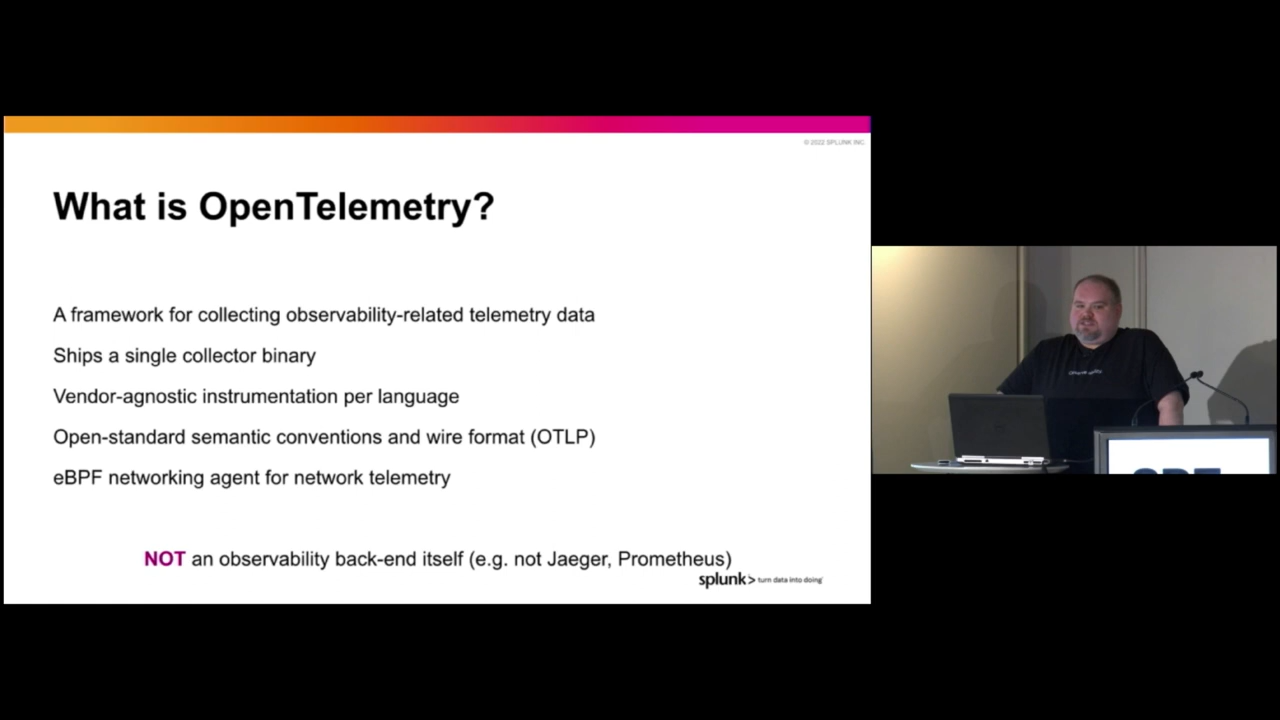 © 2022 SPLUNK INC.
What is OpenTelemetry?
A framework for collecting observability-related telemetry data
Ships a single collector binary
Vendor-agnostic instrumentation per language
Open-standard semantic conventions and wire format (OTLP)
eBPF networking agent for network telemetry
NOT an observability back-end itself (e.g. not Jaeger, Prometheus)
splunk> turn data into doing